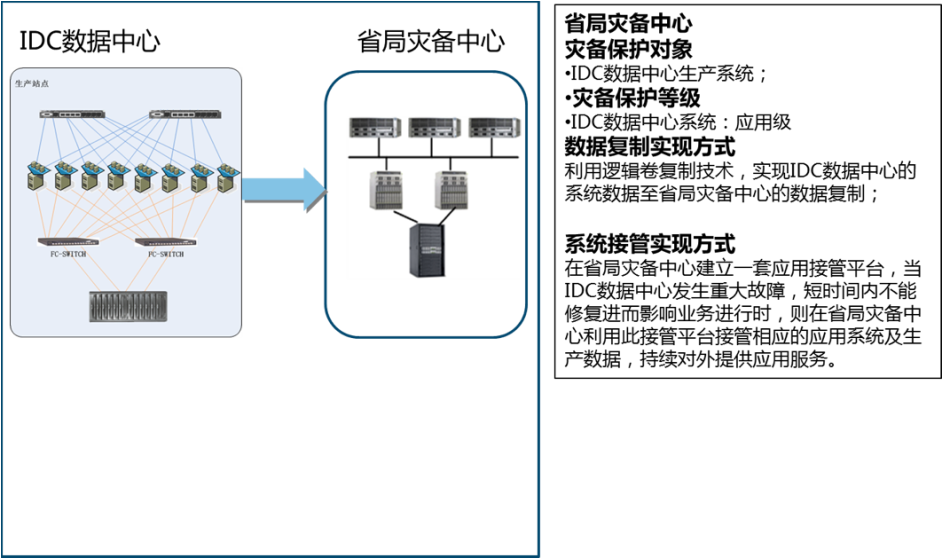 IDC数据中心
省局灾备中心
生产站点
FC-SWITCH
FC-SWITCH
省局灾备中心
灾备保护对象
•IDC数据中心生产系统；
•灾备保护等级
•IDC数据中心系统：应用级
数据复制实现方式
利用逻辑卷复制技术，实现IDC数据中心的
系统数据至省局灾备中心的数据复制；
系统接管实现方式
在省局灾备中心建立一套应用接管平台，当
IDC数据中心发生重大故障，短时间内不能
修复进而影响业务进行时，则在省局灾备中
心利用此接管平台接管相应的应用系统及生
产数据，持续对外提供应用服务。